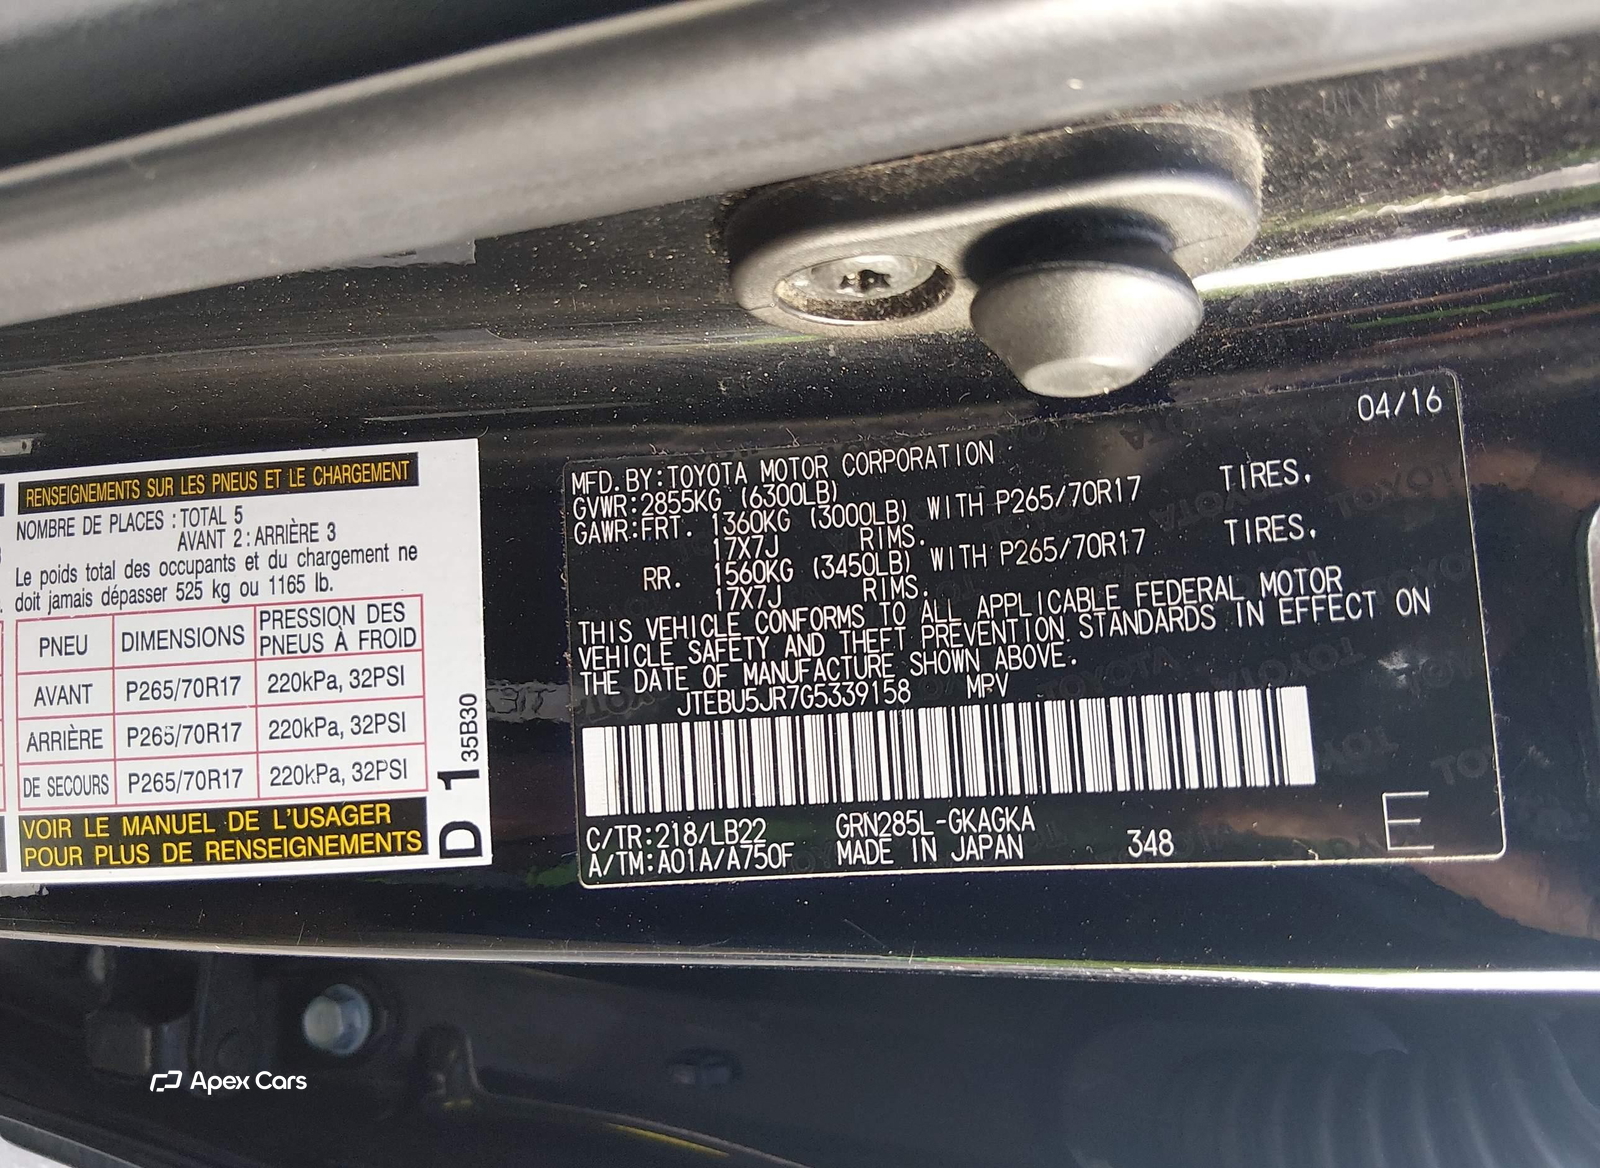 RENSEIGNEMENTS SUR LES PNEUS ET LE CHARGEMENT
NOMBRE DE PLACES : TOTAL 5
AVANT 2 : ARRIÈRE 3
Le poids total des occupants et du chargement ne
doit jamais dépasser 525 kg ou 1165 lb.
PNEU DIMENSIONS PRESSION DES PNEUS À FROID
AVANT P265/70R17 220kPa, 32PSI
ARRIÈRE P265/70R17 220kPa, 32PSI
DE SECOURS P265/70R17 220kPa, 32PSI
VOIR LE MANUEL DE L'USAGER
POUR PLUS DE RENSEIGNEMENTS
D 1 35B30
04/16
MFD. BY:TOYOTA MOTOR CORPORATION
GVWR:2855KG (6300LB)
GAWR:FRT. 1360KG (3000LB) WITH P265/70R17 TIRES,
17X7J RIMS.
RR. 1560KG (3450LB) WITH P265/70R17 TIRES,
17X7J RIMS.
THIS VEHICLE CONFORMS TO ALL APPLICABLE FEDERAL MOTOR
VEHICLE SAFETY AND THEFT PREVENTION STANDARDS IN EFFECT ON
THE DATE OF MANUFACTURE SHOWN ABOVE.
JTEBU5JR7G5339158 MPV
C/TR:218/LB22 GRN285L-GKAGKA
A/TM:A01A/A750F MADE IN JAPAN 348 E
Apex Cars